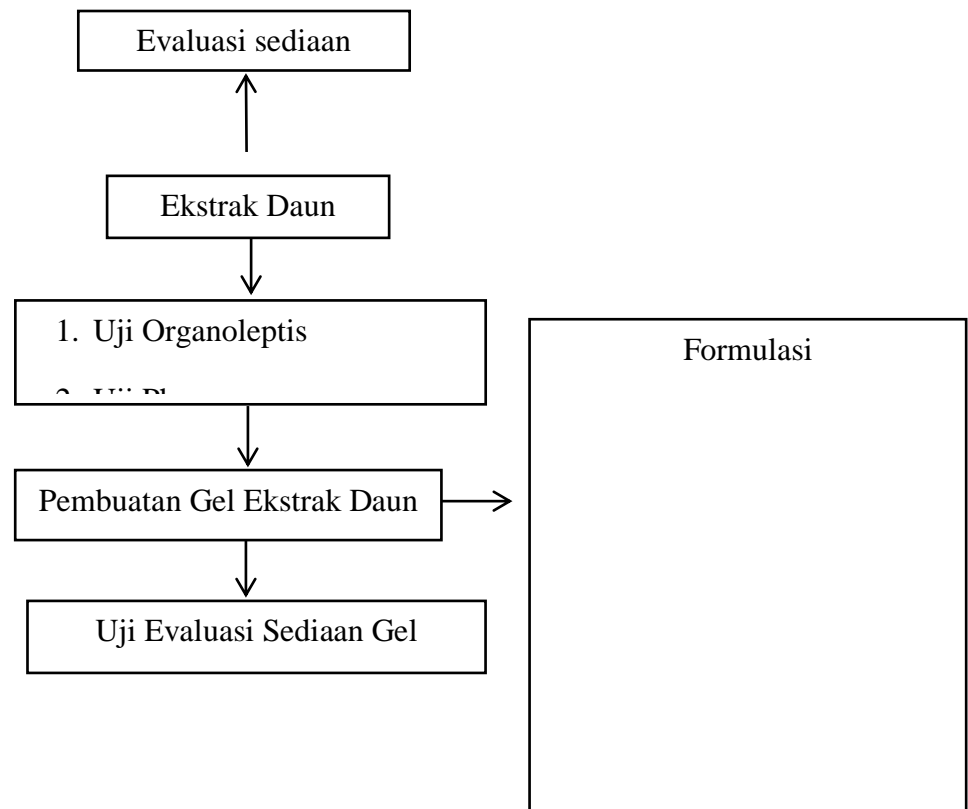 Evaluasi sediaan
Ekstrak Daun
1. Uji Organoleptis
Formulasi
Pembuatan Gel Ekstrak Daun
Uji Evaluasi Sediaan Gel